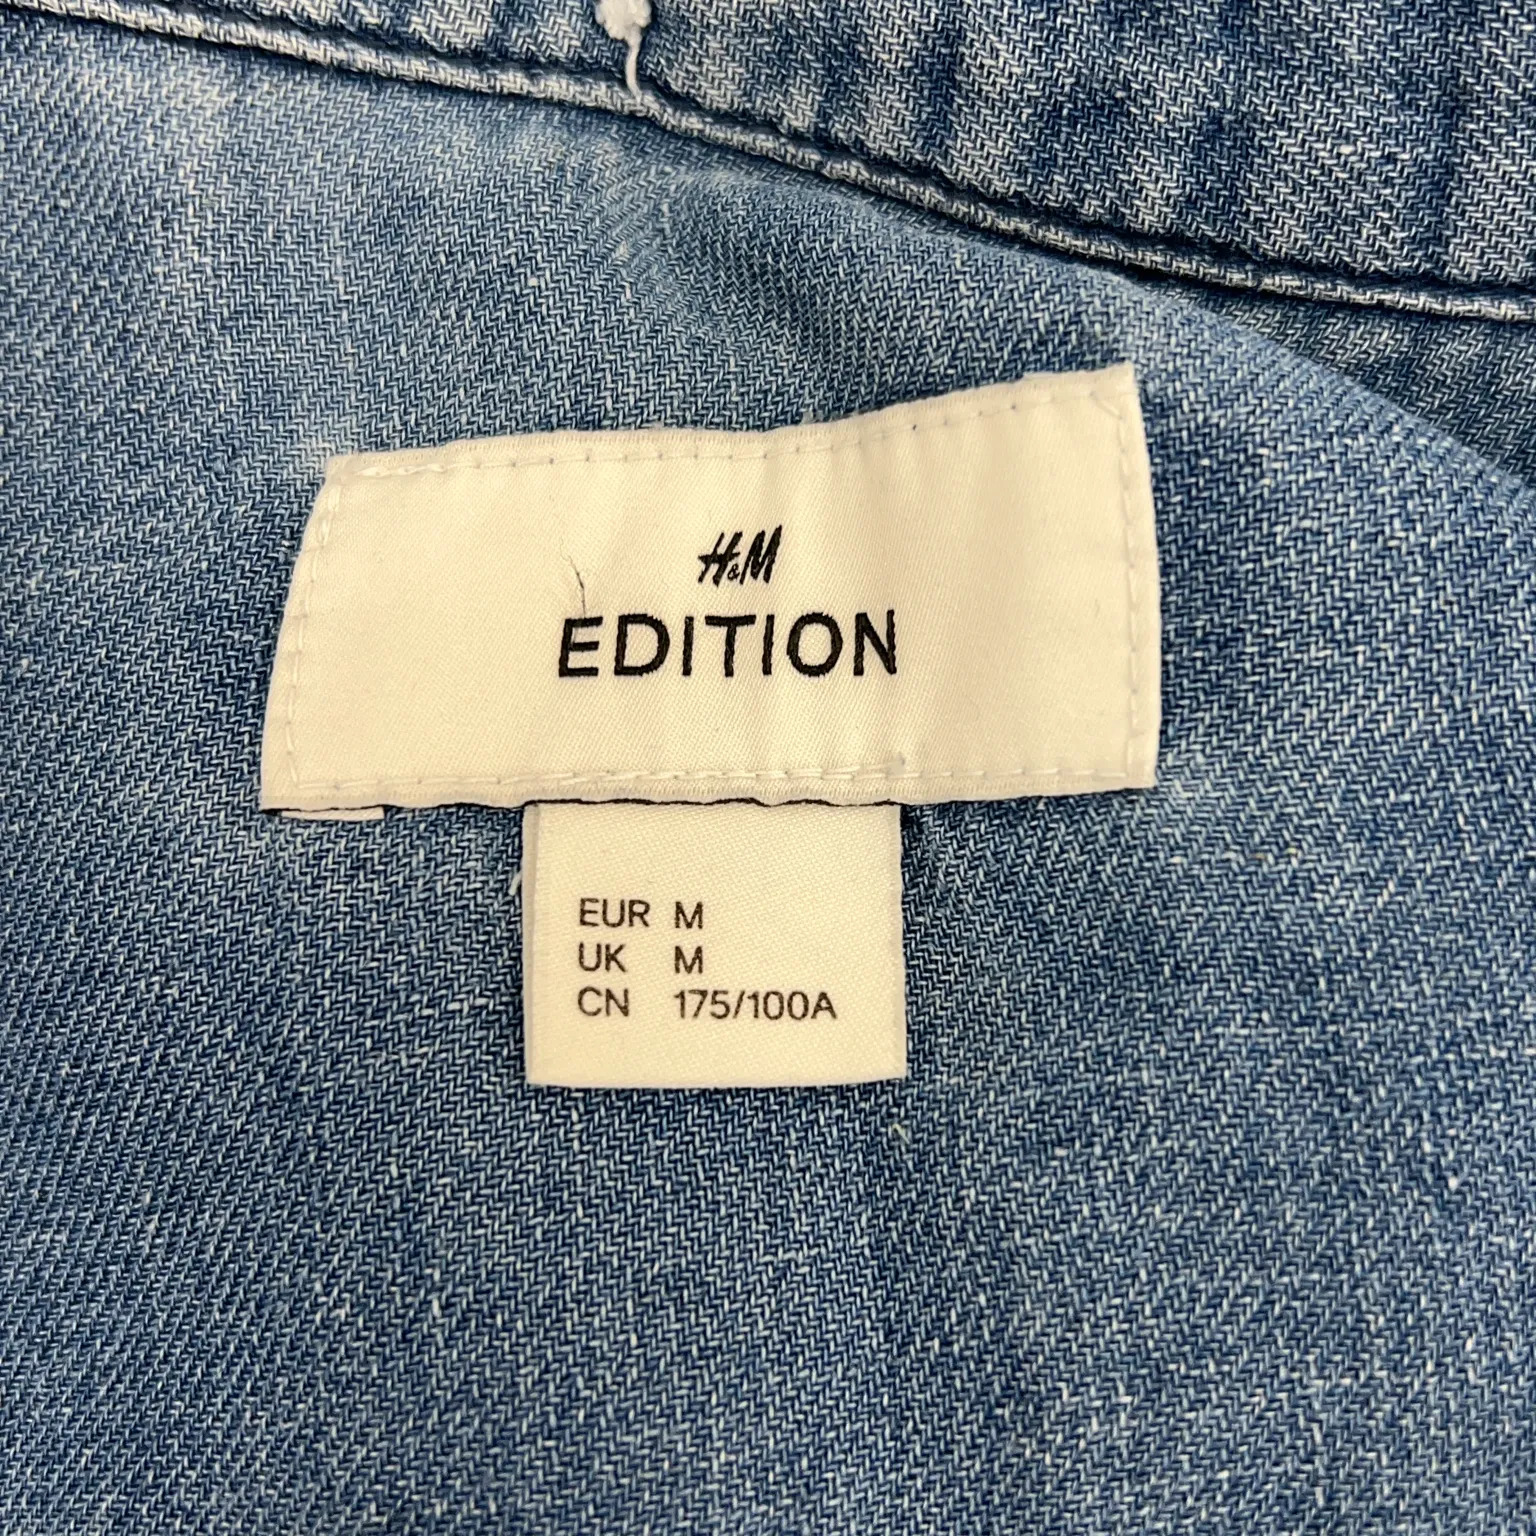 H&M
EDITION
EUR M
UK M
CN 175/100A